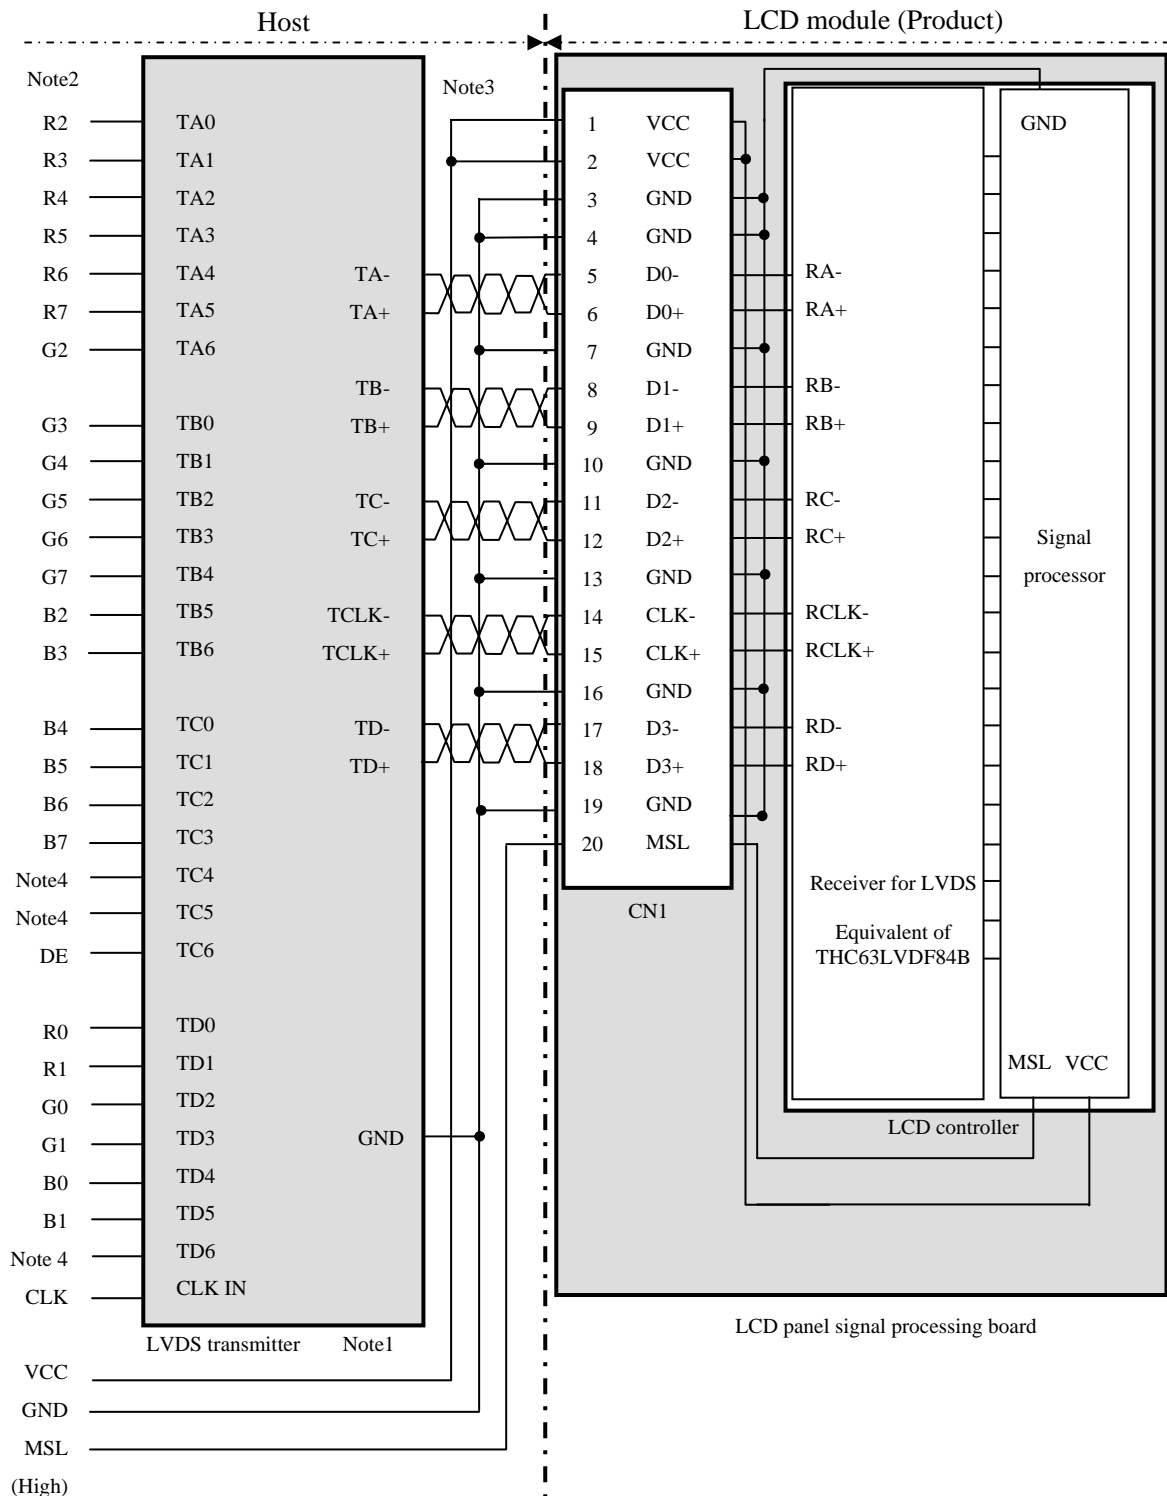 Host LCD module (Product)
Note2
Note3
R2 TA0 1 VCC GND
R3 TA1 2 VCC
R4 TA2 3 GND
R5 TA3 4 GND
R6 TA4 TA- 5 D0- RA-
R7 TA5 TA+ 6 D0+ RA+
G2 TA6 7 GND
TB- 8 D1- RB-
G3 TB0 TB+ 9 D1+ RB+
G4 TB1 10 GND
G5 TB2 TC- 11 D2- RC-
G6 TB3 TC+ 12 D2+ RC+ Signal
G7 TB4 13 GND processor
B2 TB5 TCLK- 14 CLK- RCLK-
B3 TB6 TCLK+ 15 CLK+ RCLK+
16 GND
B4 TC0 TD- 17 D3- RD-
B5 TC1 TD+ 18 D3+ RD+
B6 TC2 19 GND
B7 TC3 20 MSL
Note4 TC4 Receiver for LVDS
Note4 TC5 CN1
Equivalent of
DE TC6 THC63LVDF84B
R0 TD0
R1 TD1 MSL VCC
G0 TD2
G1 TD3 GND LCD controller
B0 TD4
B1 TD5
Note 4 TD6
CLK CLK IN
LVDS transmitter Note1 LCD panel signal processing board
VCC
GND
MSL
(High)